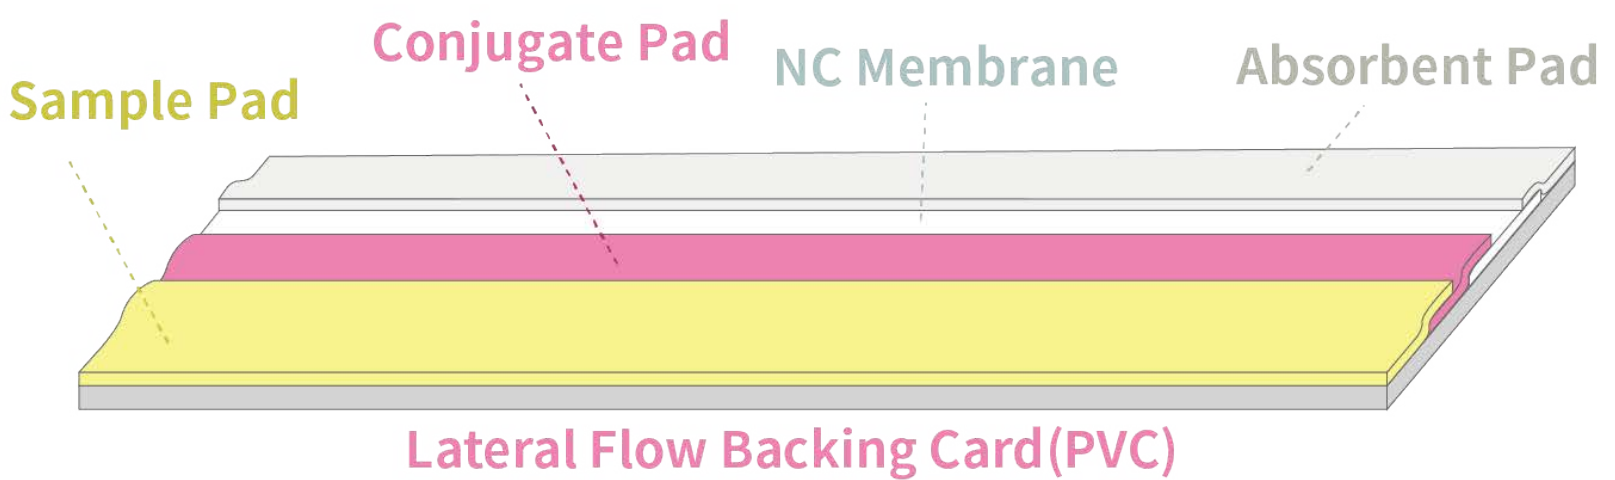 Sample Pad
Conjugate Pad
NC Membrane
Absorbent Pad
Lateral Flow Backing Card(PVC)